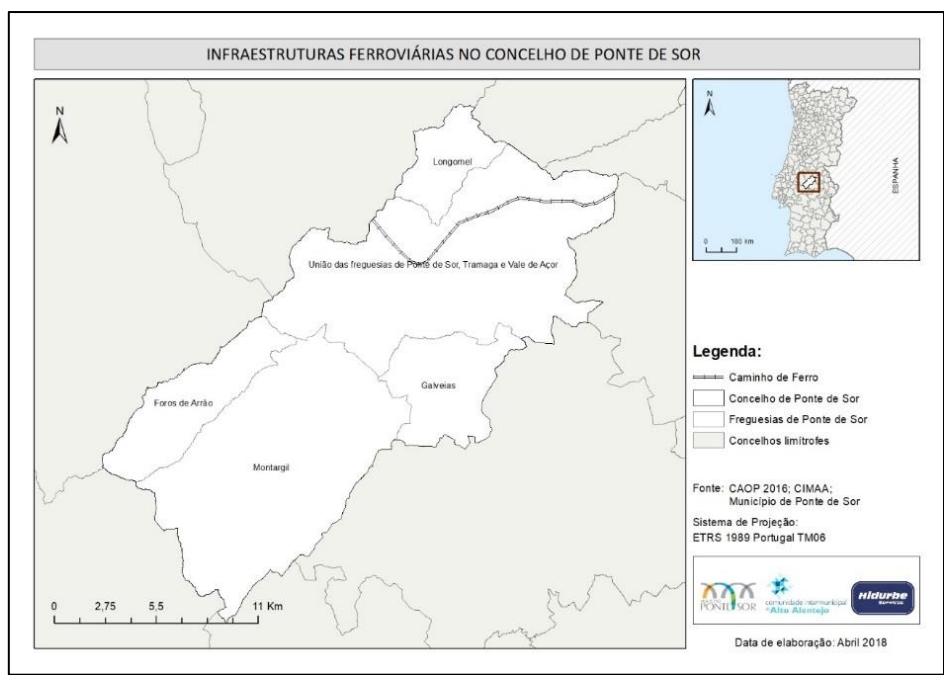 INFRAESTRUTURAS FERROVIÁRIAS NO CONCELHO DE PONTE DE SOR
N
Longomel
União das freguesias de Ponte de Sor, Tramaga e Vale de Açor
Foros de Arrão
Galveias
Montargil
0 2,75 5,5 11 Km
N
ESPANHA
0 100 km
Legenda:
Caminho de Ferro
Concelho de Ponte de Sor
Freguesias de Ponte de Sor
Concelhos limítrofes
Fonte: CAOP 2016; CIMAA;
Município de Ponte de Sor
Sistema de Projeção:
ETRS 1989 Portugal TM06
PONTE SOR
comunidade intermunicipal
Alto Alentejo
Hidurbe
Serviços
Data de elaboração: Abril 2018